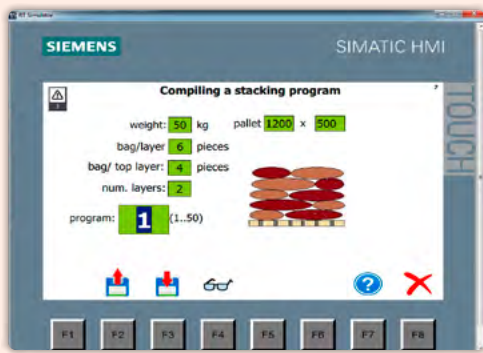 RT Simulator
SIEMENS SIMATIC HMI
TOUCH
Compiling a stacking program
weight: 50 kg pallet 1200 x 500
bag/layer 6 pieces
bag/ top layer: 4 pieces
num. layers: 2
program: 1 (1..50)
?
F1 F2 F3 F4 F5 F6 F7 F8